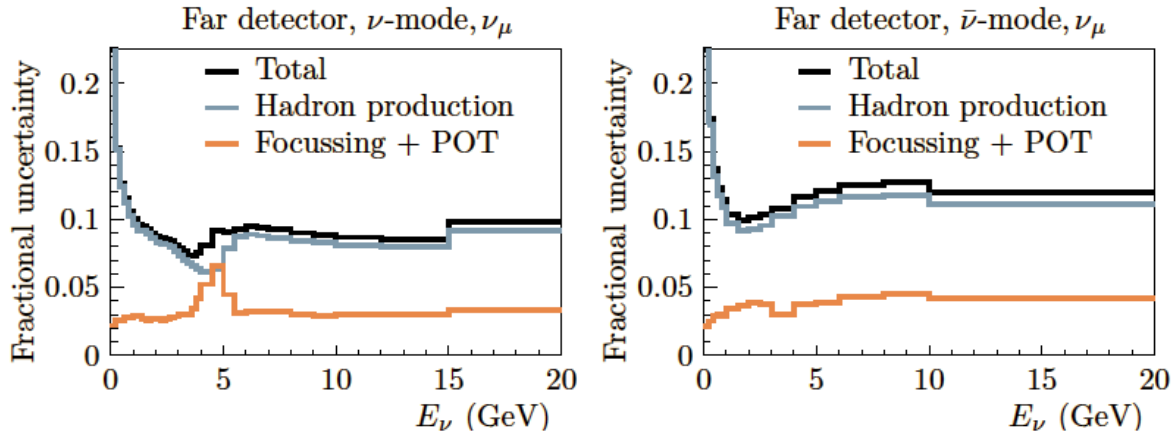 Far detector, ν-mode, ν_μ
Fractional uncertainty
0.2
0.15
0.1
0.05
0
Total
Hadron production
Focussing + POT
0 5 10 15 20
E_ν (GeV)
Far detector, ν̄-mode, ν_μ
Fractional uncertainty
0.2
0.15
0.1
0.05
0
Total
Hadron production
Focussing + POT
0 5 10 15 20
E_ν (GeV)